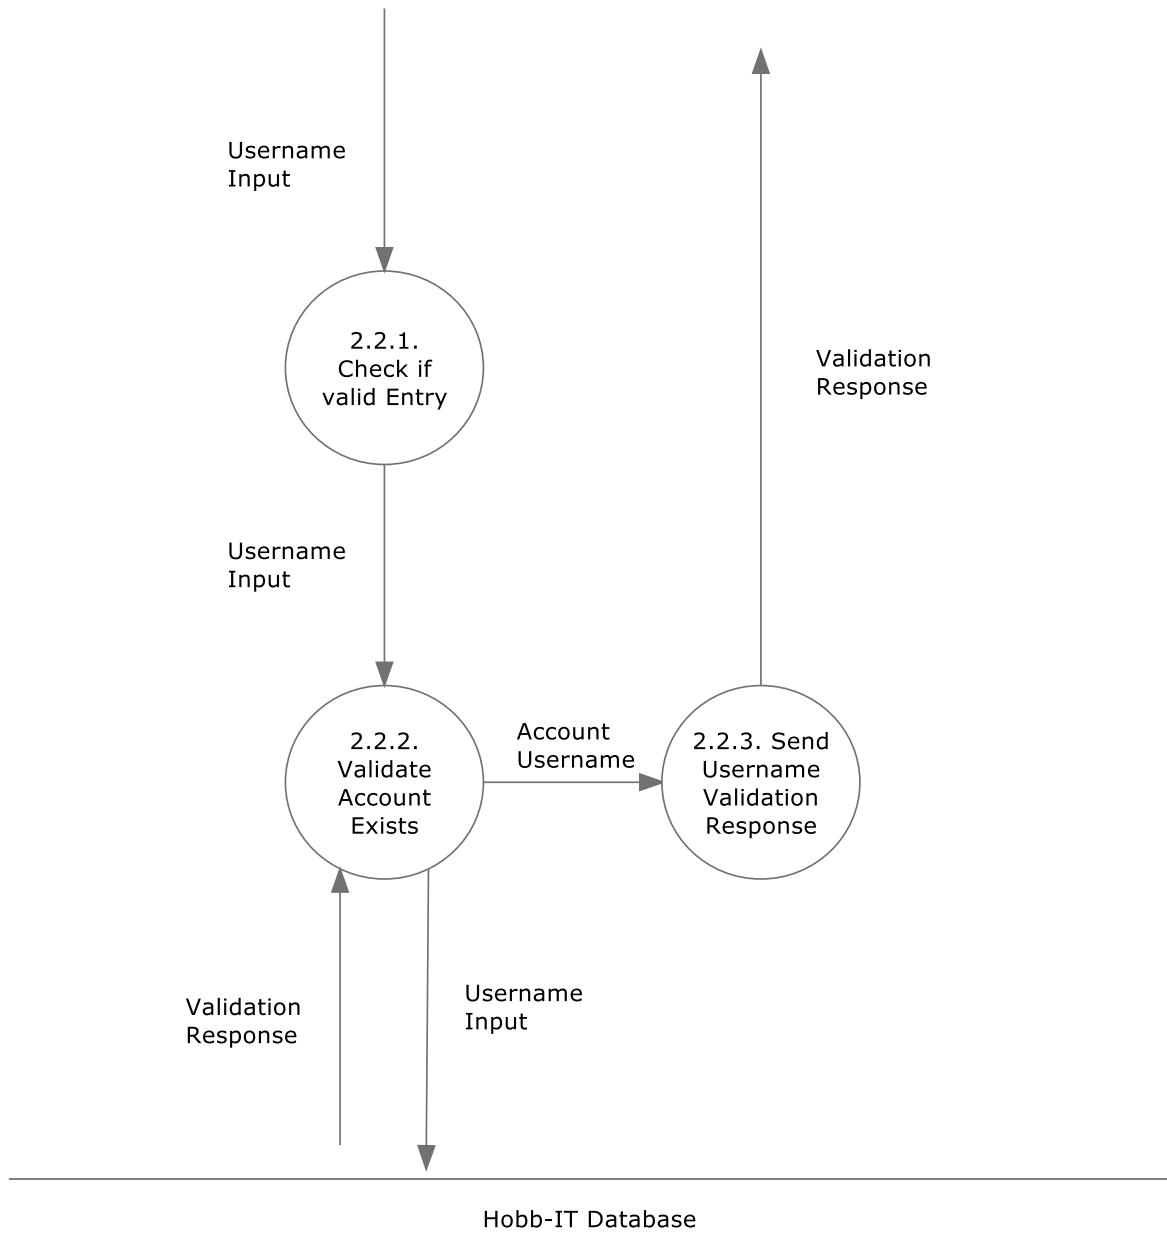 Username
Input
2.2.1.
Check if
valid Entry
Validation
Response
Username
Input
2.2.2.
Validate
Account
Exists
Account
Username
2.2.3. Send
Username
Validation
Response
Validation
Response
Username
Input
Hobb-IT Database